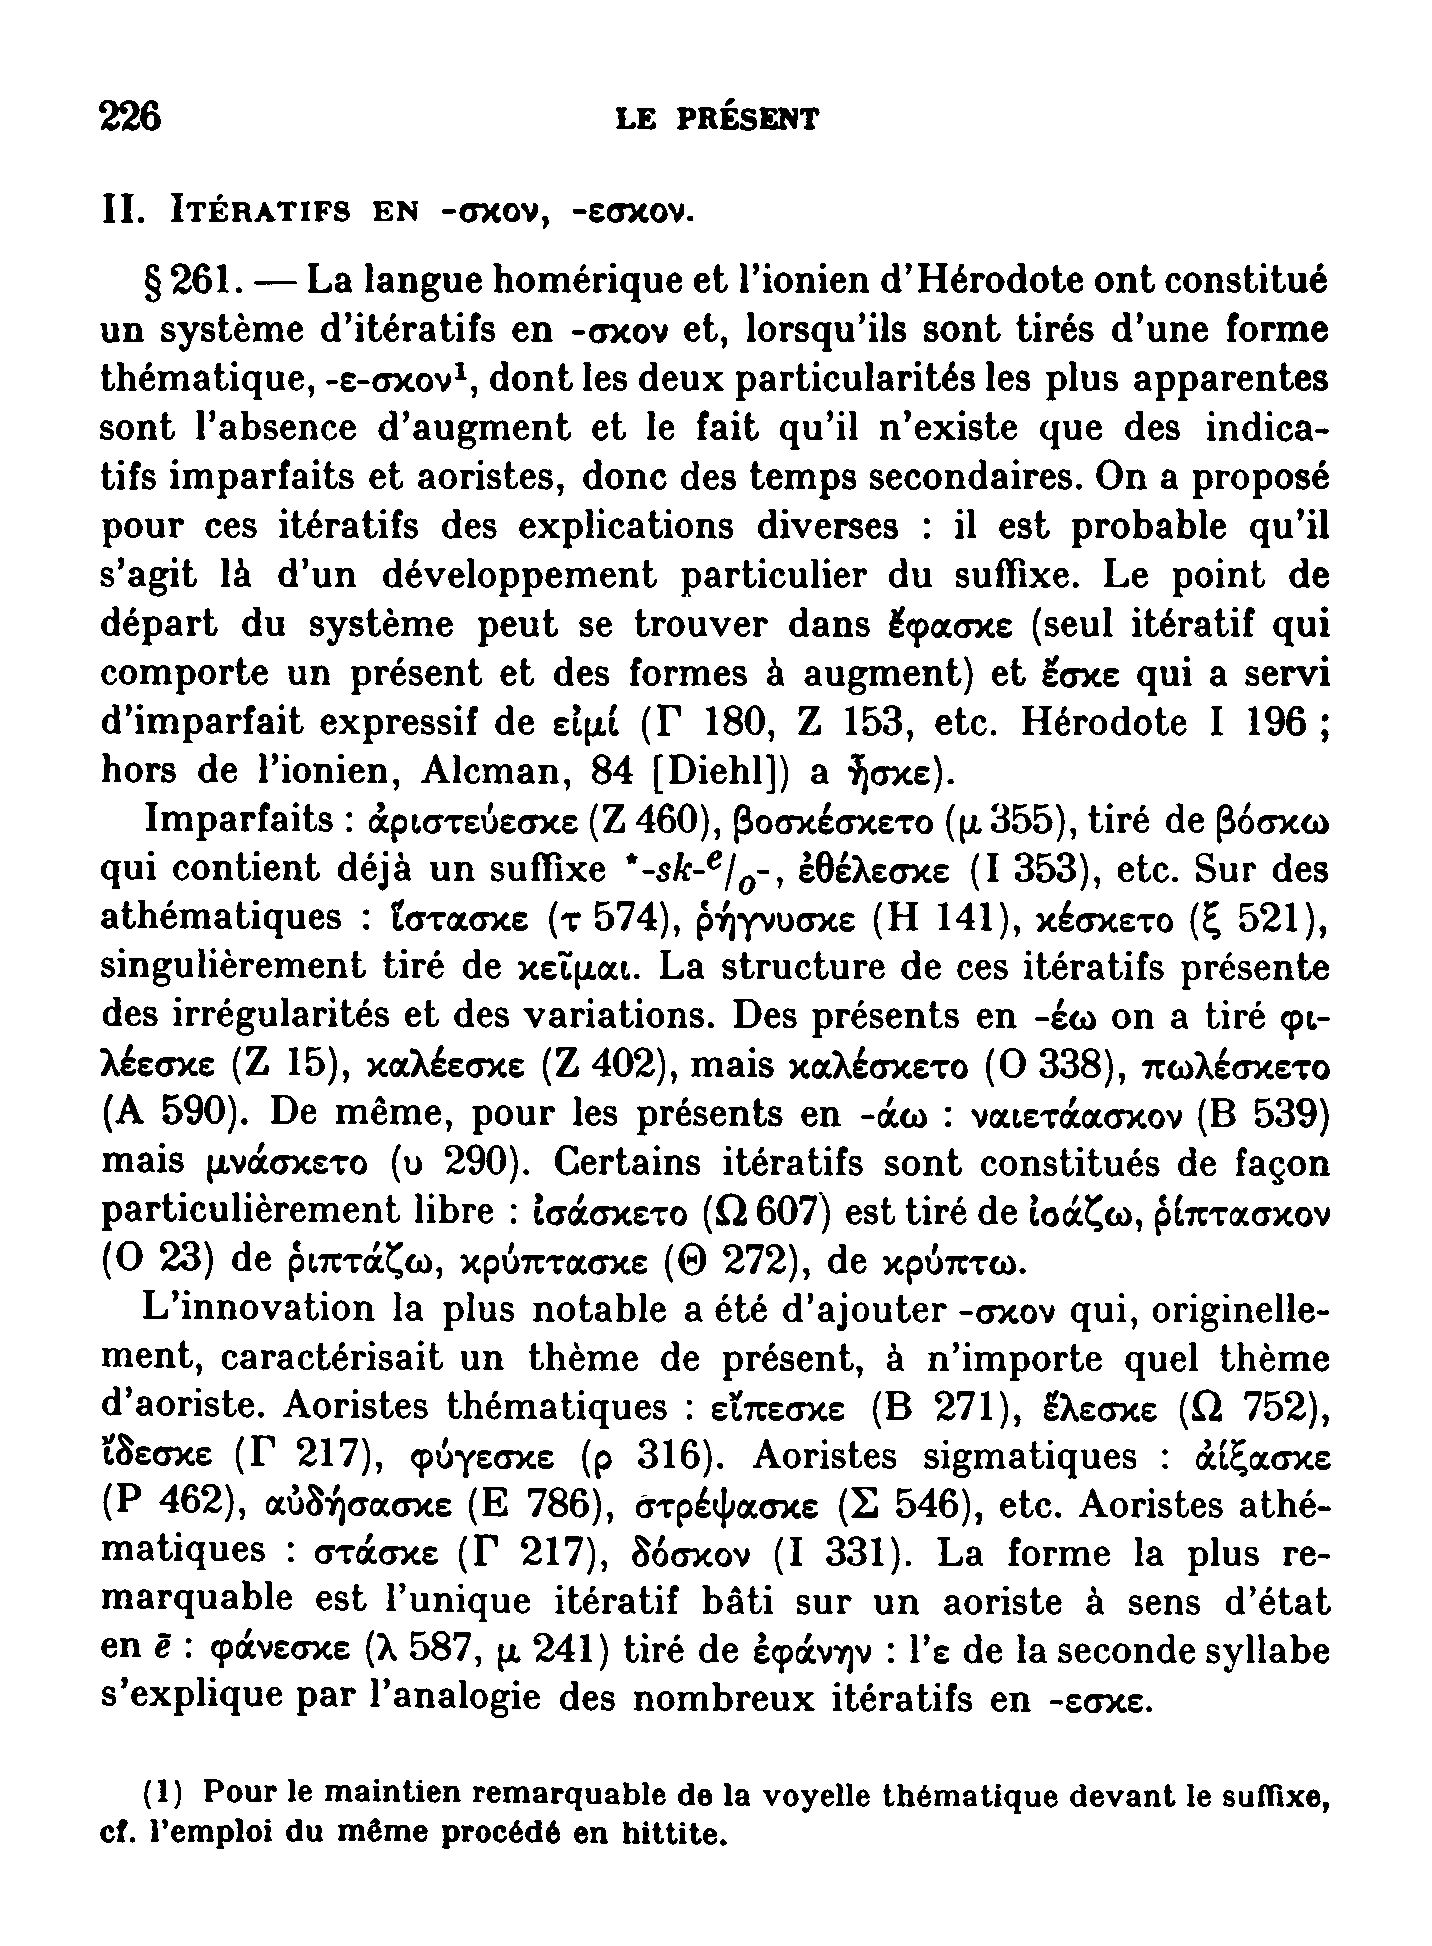 226
LE PRÉSENT
II. ITÉRATIFS EN -σκον, -εσκον.
§ 261. — La langue homérique et l'ionien d'Hérodote ont constitué
un système d'itératifs en -σκον et, lorsqu'ils sont tirés d'une forme
thématique, -ε-σκον¹, dont les deux particularités les plus apparentes
sont l'absence d'augment et le fait qu'il n'existe que des indica-
tifs imparfaits et aoristes, donc des temps secondaires. On a proposé
pour ces itératifs des explications diverses : il est probable qu'il
s'agit là d'un développement particulier du suffixe. Le point de
départ du système peut se trouver dans ἔφασκε (seul itératif qui
comporte un présent et des formes à augment) et ἔσκε qui a servi
d'imparfait expressif de εἰμί (Γ 180, Z 153, etc. Hérodote I 196 ;
hors de l'ionien, Alcman, 84 [Diehl]) a ἦσκε).
Imparfaits : ἀριστεύεσκε (Z 460), βοσκέσκετο (μ 355), tiré de βόσκω
qui contient déjà un suffixe *-sk-ᵉ/ₒ-, ἐθέλεσκε (I 353), etc. Sur des
athématiques : ἵστασκε (τ 574), ῥήγνυσκε (H 141), κέσκετο (ξ 521),
singulièrement tiré de κεῖμαι. La structure de ces itératifs présente
des irrégularités et des variations. Des présents en -έω on a tiré φι-
λέεσκε (Z 15), καλέεσκε (Z 402), mais καλέσκετο (O 338), πωλέσκετο
(A 590). De même, pour les présents en -άω : ναιετάασκον (B 539)
mais μνάσκετο (υ 290). Certains itératifs sont constitués de façon
particulièrement libre : ἰσάσκετο (Ω 607) est tiré de ἰσάζω, ῥίπτασκον
(O 23) de ῥιπτάζω, κρύπτασκε (Θ 272), de κρύπτω.
L'innovation la plus notable a été d'ajouter -σκον qui, originelle-
ment, caractérisait un thème de présent, à n'importe quel thème
d'aoriste. Aoristes thématiques : εἴπεσκε (B 271), ἕλεσκε (Ω 752),
ἴδεσκε (Γ 217), φύγεσκε (ρ 316). Aoristes sigmatiques : ἀίξασκε
(P 462), αὐδήσασκε (E 786), στρέψασκε (Σ 546), etc. Aoristes athé-
matiques : στάσκε (Γ 217), δόσκον (I 331). La forme la plus re-
marquable est l'unique itératif bâti sur un aoriste à sens d'état
en ē : φάνεσκε (λ 587, μ 241) tiré de ἐφάνην : l'ε de la seconde syllabe
s'explique par l'analogie des nombreux itératifs en -εσκε.
(1) Pour le maintien remarquable de la voyelle thématique devant le suffixe,
cf. l'emploi du même procédé en hittite.